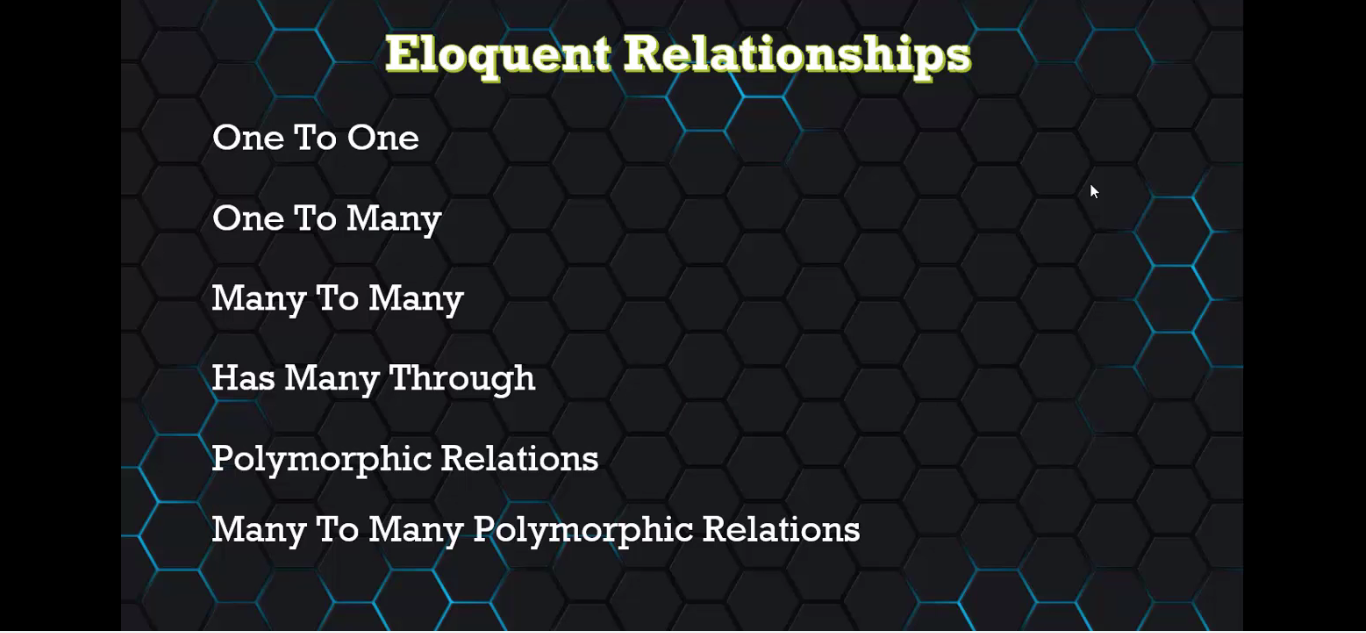 Eloquent Relationships
One To One
One To Many
Many To Many
Has Many Through
Polymorphic Relations
Many To Many Polymorphic Relations